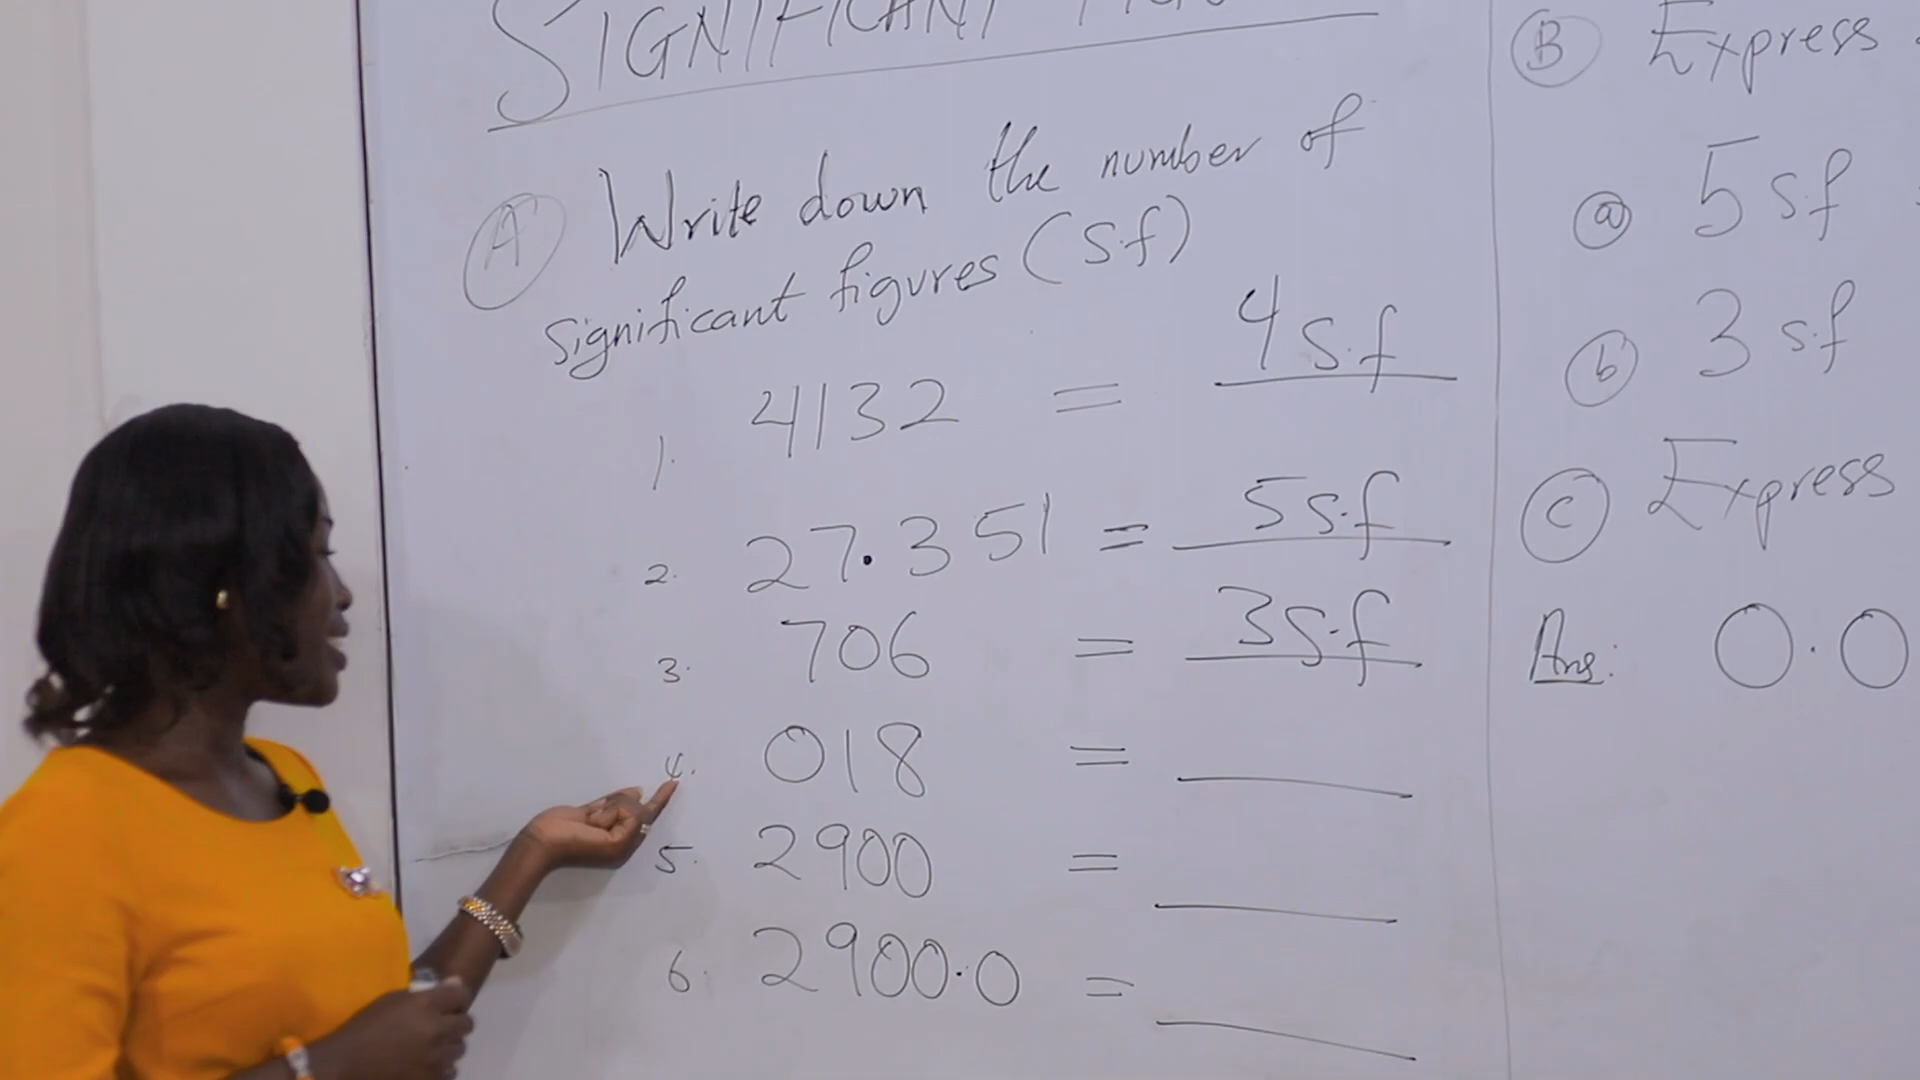 SIGNIFICANT
A Write down the number of
significant figures (s.f)
1. 4132 = 4 s.f
2. 27.351 = 5 s.f
3. 706 = 3 s.f
4. 018 =
5. 2900 =
6. 2900.0 =
B Express
a 5 s.f
b 3 s.f
C Express
Ans: 0.0